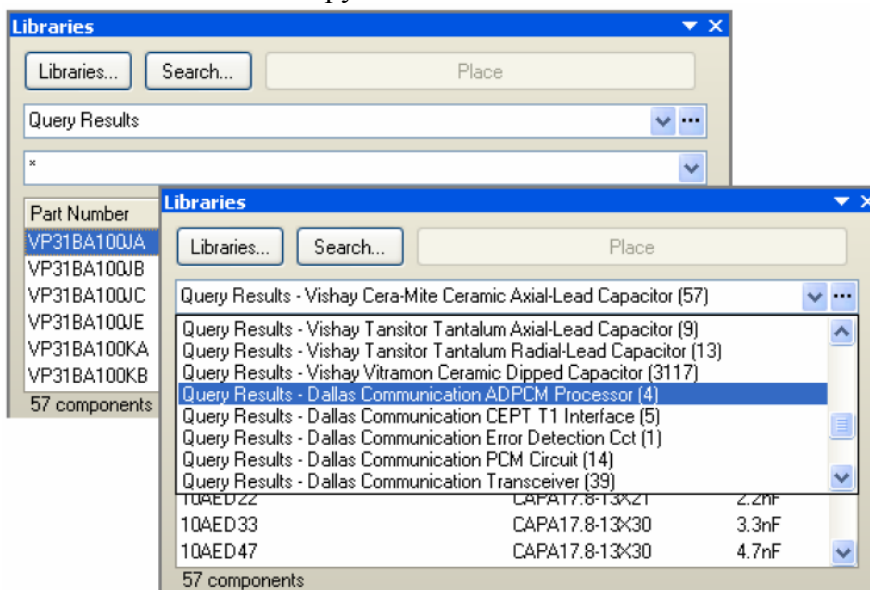 Libraries
Libraries... Search... Place
Query Results
*
Part Number
VP31BA100JA
VP31BA100JB
VP31BA100JC
VP31BA100JE
VP31BA100KA
VP31BA100KB
57 components
Libraries
Libraries... Search... Place
Query Results - Vishay Cera-Mite Ceramic Axial-Lead Capacitor (57)
Query Results - Vishay Tansitor Tantalum Axial-Lead Capacitor (9)
Query Results - Vishay Tansitor Tantalum Radial-Lead Capacitor (13)
Query Results - Vishay Vitramon Ceramic Dipped Capacitor (3117)
Query Results - Dallas Communication ADPCM Processor (4)
Query Results - Dallas Communication CEPT T1 Interface (5)
Query Results - Dallas Communication Error Detection Cct (1)
Query Results - Dallas Communication PCM Circuit (14)
Query Results - Dallas Communication Transceiver (39)
10AED22 CAPA17.8-13X21 2.2nF
10AED33 CAPA17.8-13X30 3.3nF
10AED47 CAPA17.8-13X30 4.7nF
57 components